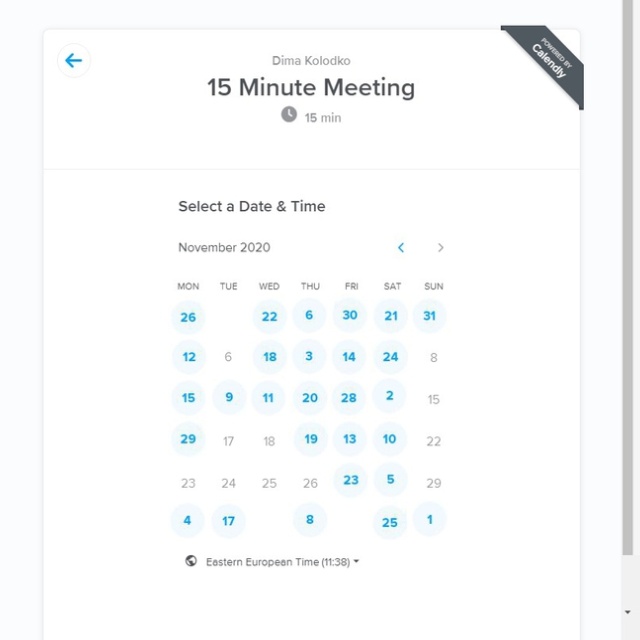 POWERED BY
Calendly
Dima Kolodko
15 Minute Meeting
15 min
Select a Date & Time
November 2020
MON TUE WED THU FRI SAT SUN
26 22 6 30 21 31
12 6 18 3 14 24 8
15 9 11 20 28 2 15
29 17 18 19 13 10 22
23 24 25 26 23 5 29
4 17 8 25 1
Eastern European Time (11:38)